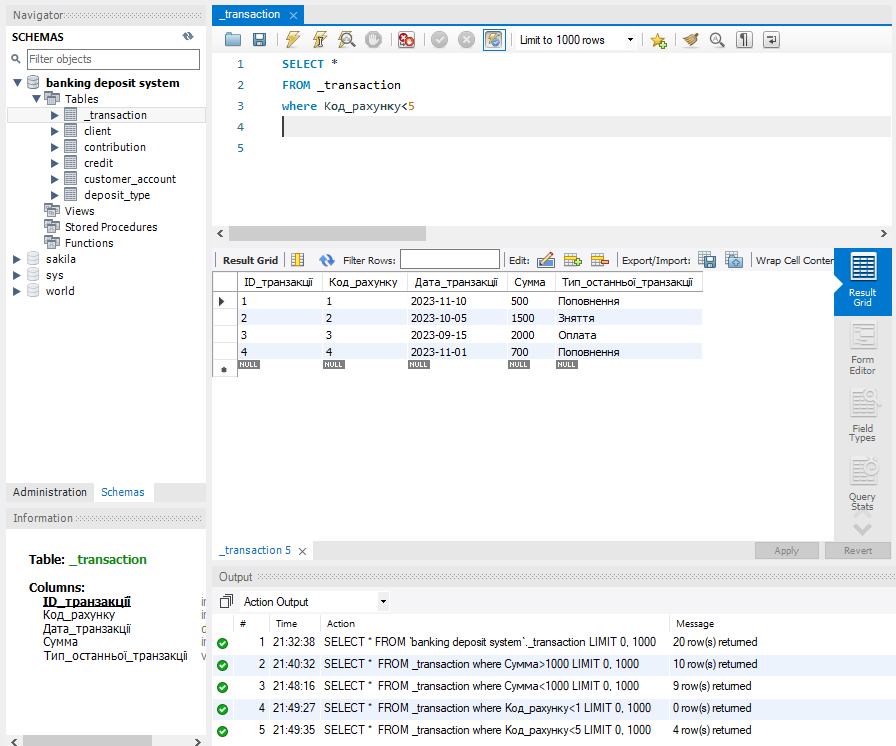 Navigator
SCHEMAS
Filter objects
banking deposit system
Tables
_transaction
client
contribution
credit
customer_account
deposit_type
Views
Stored Procedures
Functions
sakila
sys
world
Administration Schemas
Information
Table: _transaction
Columns:
ID_транзакції
Код_рахунку
Дата_транзакції
Сумма
Тип_останньої_транзакці
_transaction
Limit to 1000 rows
1 SELECT *
2 FROM _transaction
3 where Код_рахунку<5
4
5
Result Grid Filter Rows: Edit: Export/Import: Wrap Cell Conten
ID_транзакції Код_рахунку Дата_транзакції Сумма Тип_останньої_транзакції
1 1 2023-11-10 500 Поповнення
2 2 2023-10-05 1500 Зняття
3 3 2023-09-15 2000 Оплата
4 4 2023-11-01 700 Поповнення
NULL NULL NULL NULL NULL
Result
Grid
Form
Editor
Field
Types
Query
Stats
_transaction 5
Apply Revert
Output
Action Output
# Time Action Message
1 21:32:38 SELECT * FROM `banking deposit system`._transaction LIMIT 0, 1000 20 row(s) returned
2 21:40:32 SELECT * FROM _transaction where Сумма>1000 LIMIT 0, 1000 10 row(s) returned
3 21:48:16 SELECT * FROM _transaction where Сумма<1000 LIMIT 0, 1000 9 row(s) returned
4 21:49:27 SELECT * FROM _transaction where Код_рахунку<1 LIMIT 0, 1000 0 row(s) returned
5 21:49:35 SELECT * FROM _transaction where Код_рахунку<5 LIMIT 0, 1000 4 row(s) returned